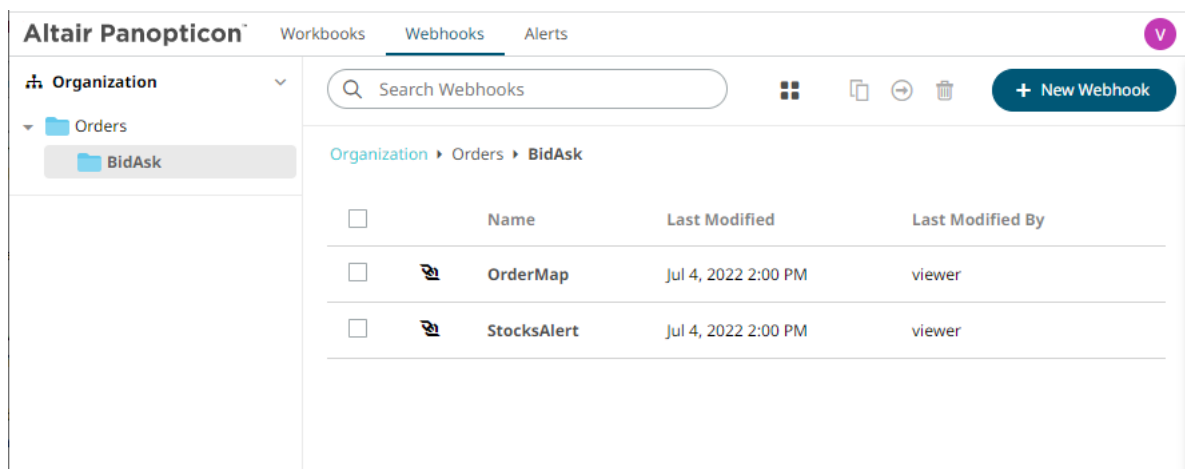 Altair Panopticon™ Workbooks Webhooks Alerts V
Organization
Orders
BidAsk
Search Webhooks
+ New Webhook
Organization Orders BidAsk
Name Last Modified Last Modified By
OrderMap Jul 4, 2022 2:00 PM viewer
StocksAlert Jul 4, 2022 2:00 PM viewer